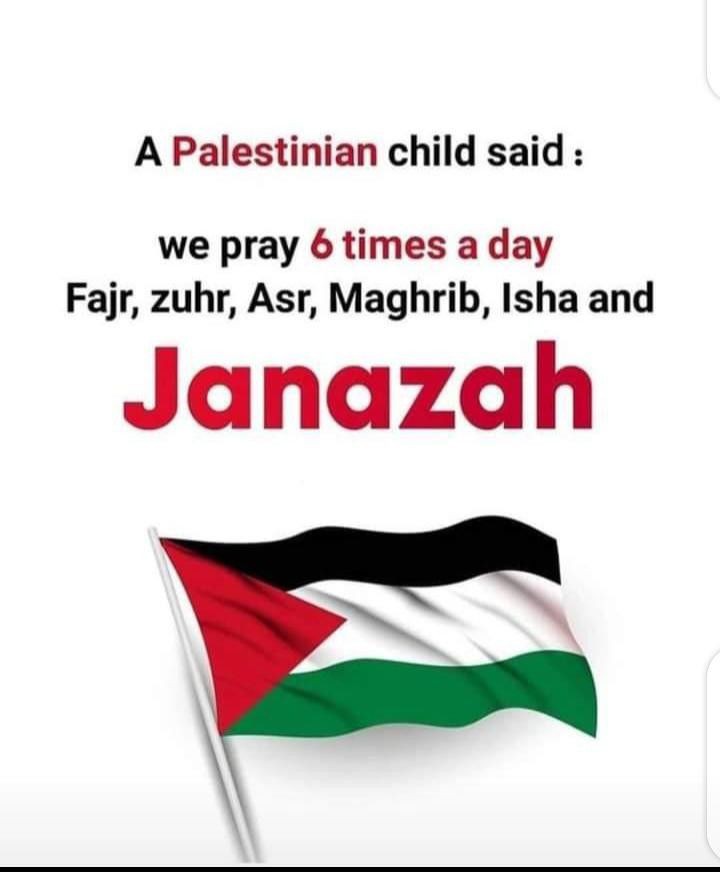 A Palestinian child said :
we pray 6 times a day
Fajr, zuhr, Asr, Maghrib, Isha and
Janazah